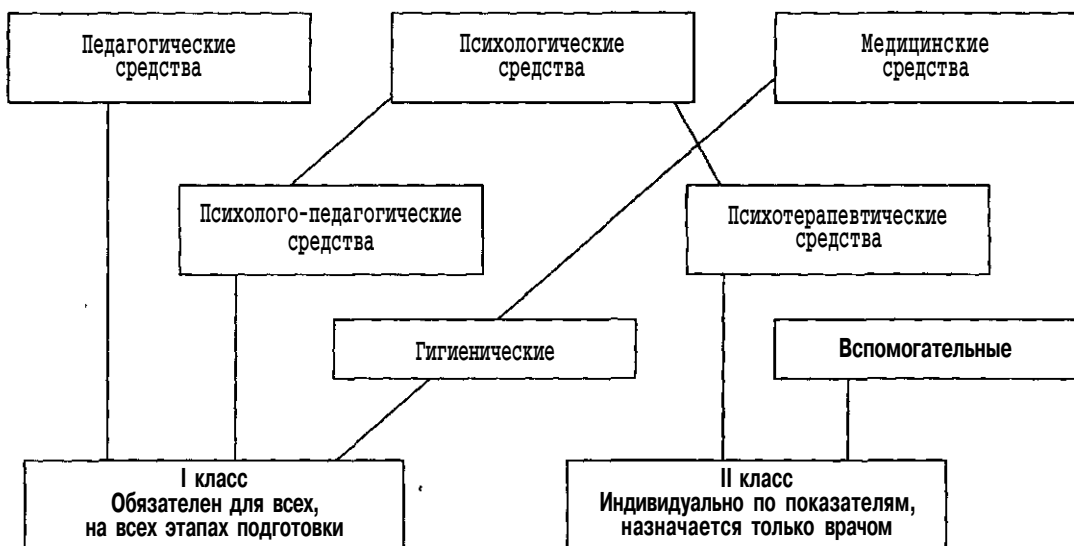 Педагогические
средства
Психологические
средства
Медицинские
средства
Психолого-педагогические
средства
Психотерапевтические
средства
Гигиенические
Вспомогательные
I класс
Обязателен для всех,
на всех этапах подготовки
II класс
Индивидуально по показателям,
назначается только врачом